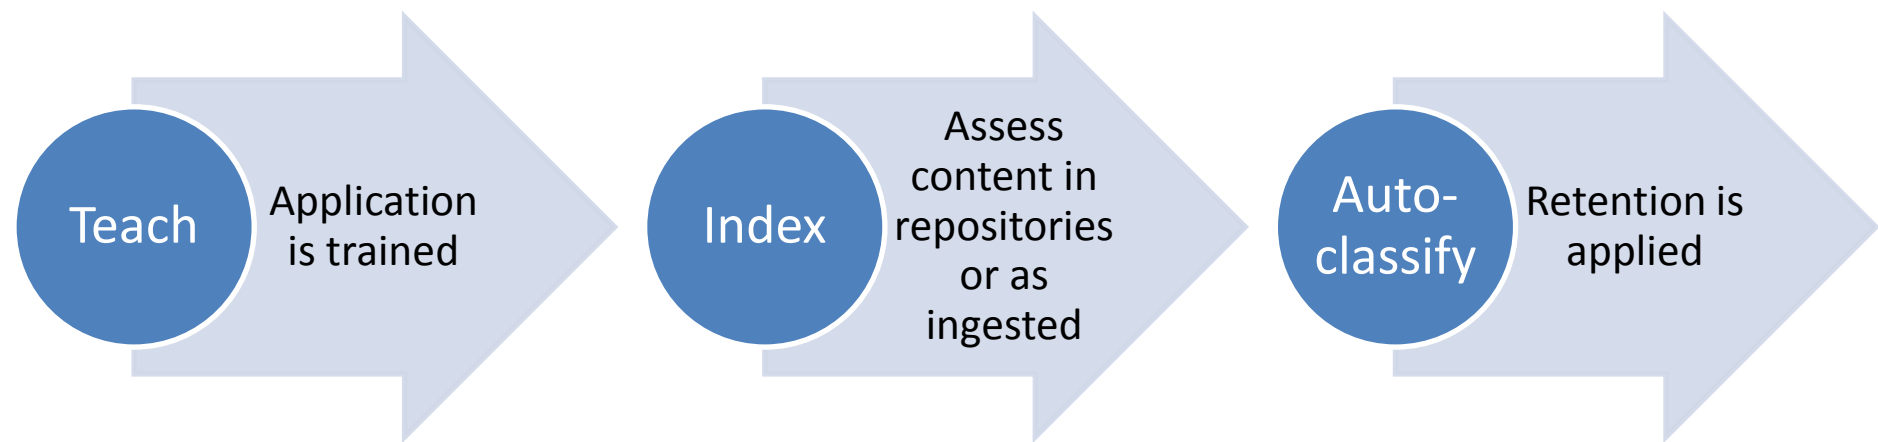 Teach
Application
is trained
Index
Assess
content in
repositories
or as
ingested
Auto-
classify
Retention is
applied